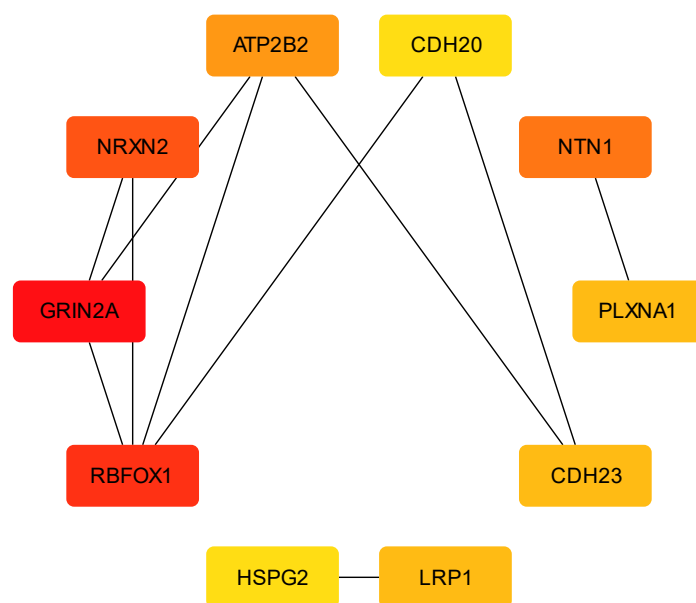 ATP2B2
CDH20
NRXN2
NTN1
GRIN2A
PLXNA1
RBFOX1
CDH23
HSPG2
LRP1